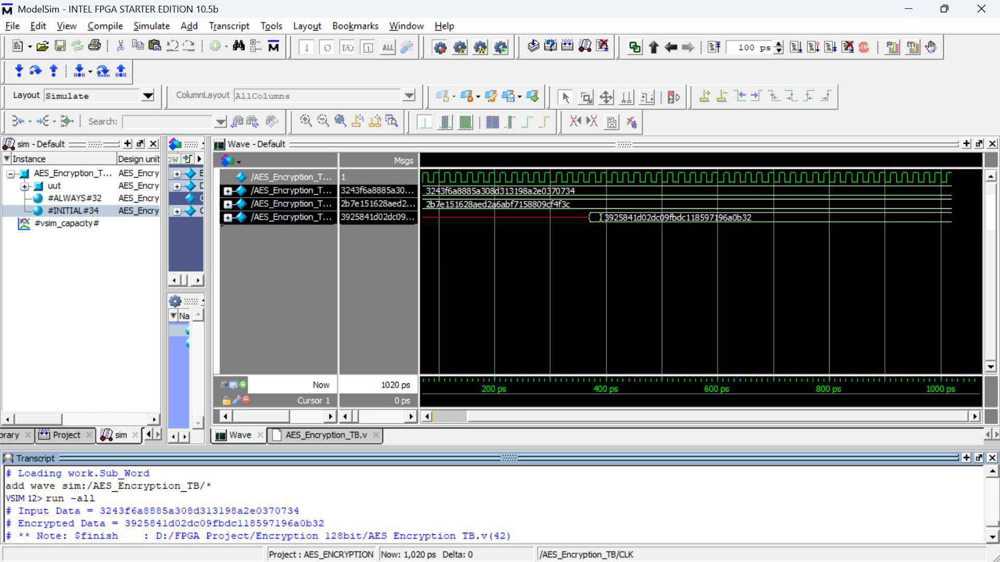 ModelSim - INTEL FPGA STARTER EDITION 10.5b
File Edit View Compile Simulate Add Transcript Tools Layout Bookmarks Window Help
100 ps
Layout Simulate ColumnLayout AllColumns
Search:
sim - Default
Instance Design unit
AES_Encryption_T... AES_Encry
uut AES_Encry
#ALWAYS#32 AES_Encry
#INITIAL#34 AES_Encry
#vsim_capacity#
Na
Wave - Default
Msgs
/AES_Encryption_T... 1
/AES_Encryption_T... 3243f6a8885a30... 3243f6a8885a308d313198a2e0370734
/AES_Encryption_T... 2b7e151628aed2... 2b7e151628aed2a6abf7158809cf4f3c
/AES_Encryption_T... 3925841d02dc09... 3925841d02dc09fbdc118597196a0b32
Now 1020 ps
200 ps 400 ps 600 ps 800 ps 1000 ps
Cursor 1 0 ps
brary Project sim
Wave AES_Encryption_TB.v
Transcript
# Loading work.Sub_Word
add wave sim:/AES_Encryption_TB/*
VSIM 12> run -all
# Input Data = 3243f6a8885a308d313198a2e0370734
# Encrypted Data = 3925841d02dc09fbdc118597196a0b32
# ** Note: $finish : D:/FPGA Project/Encryption 128bit/AES Encryption TB.v(42)
Project : AES_ENCRYPTION Now: 1,020 ps Delta: 0 /AES_Encryption_TB/CLK